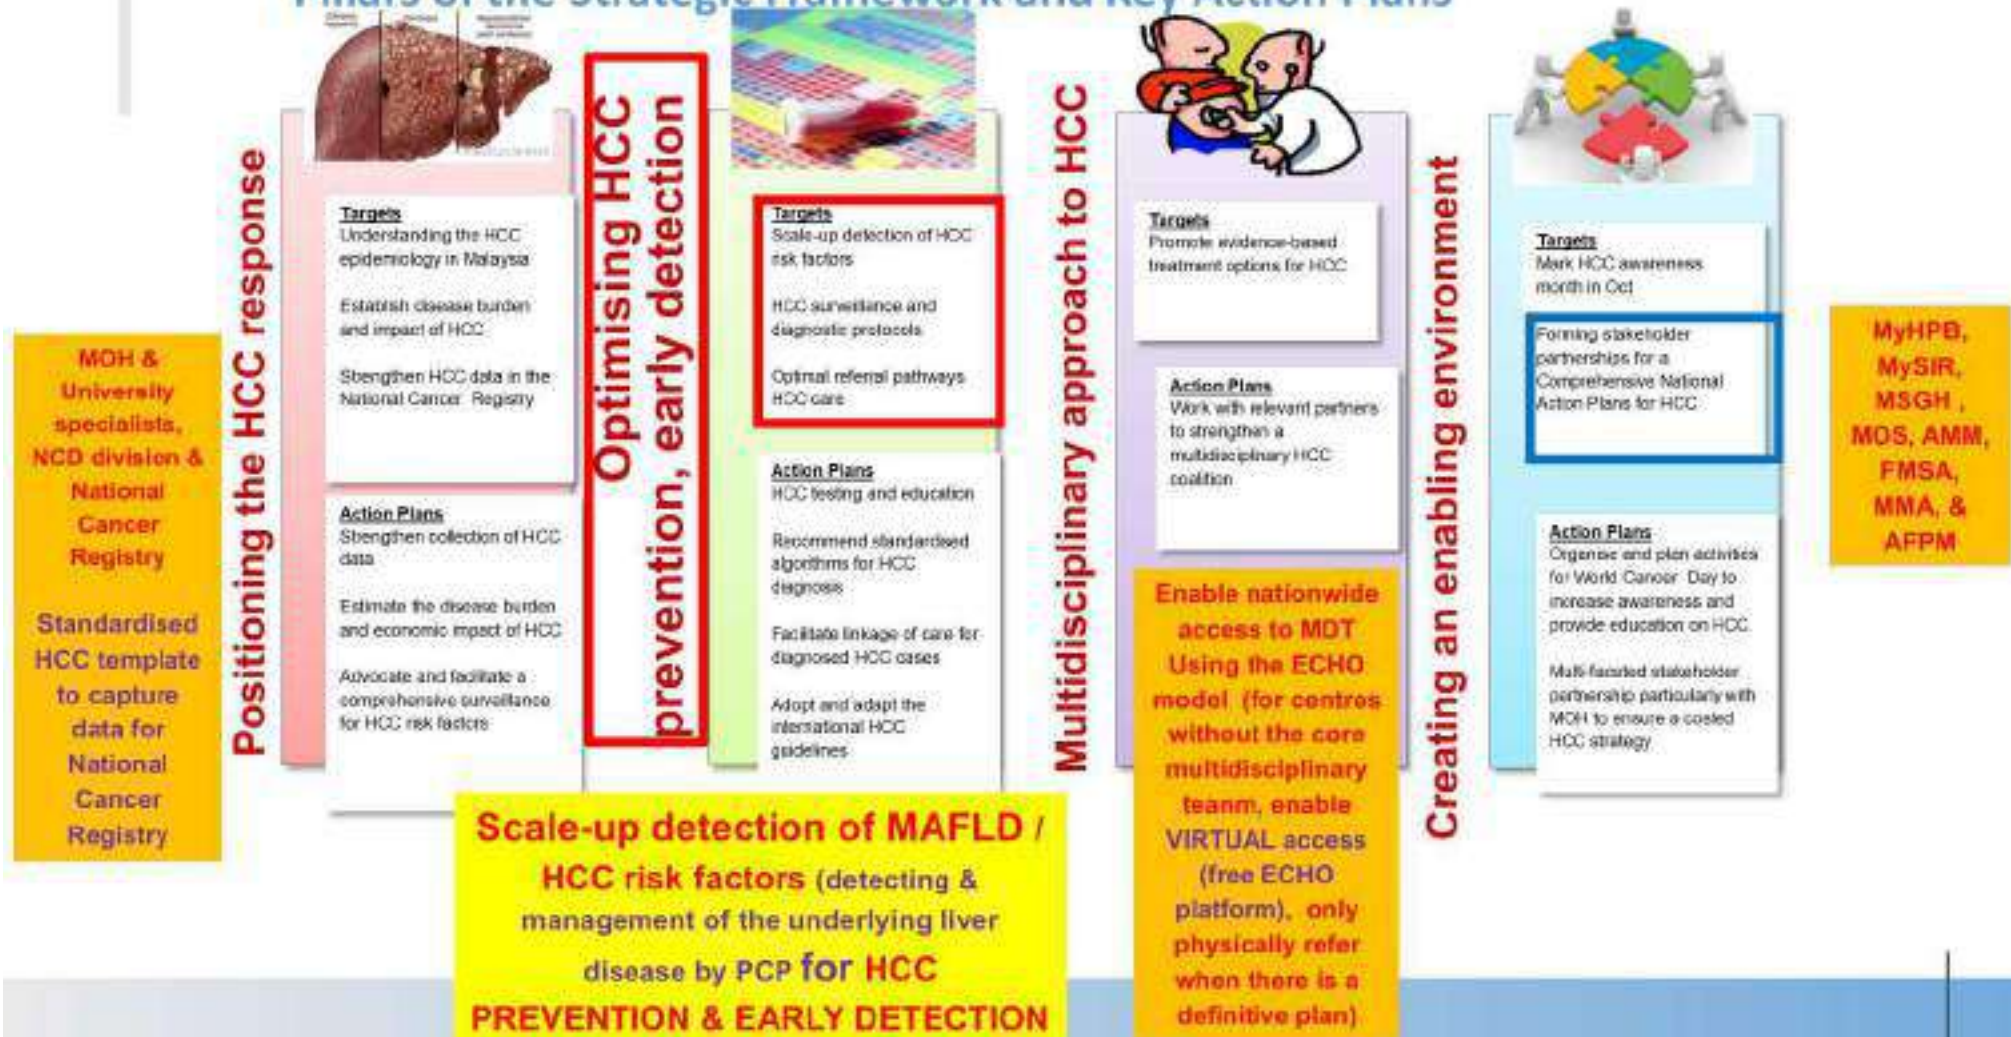 Pillars of the Strategic Framework and Key Action Plans
MOH &
University
specialists,
NCD division &
National
Cancer
Registry
Standardised
HCC template
to capture
data for
National
Cancer
Registry
Positioning the HCC response
Targets
Understanding the HCC
epidemiology in Malaysia
Establish disease burden
and impact of HCC
Strengthen HCC data in the
National Cancer Registry
Action Plans
Strengthen collection of HCC
data
Estimate the disease burden
and economic impact of HCC
Advocate and facilitate a
comprehensive surveillance
for HCC risk factors
Optimising HCC
prevention, early detection
Targets
Scale-up detection of HCC
risk factors
HCC surveillance and
diagnostic protocols
Optimal referral pathways
HCC care
Action Plans
HCC testing and education
Recommend standardised
algorithms for HCC
diagnosis
Facilitate linkage of care for
diagnosed HCC cases
Adopt and adapt the
international HCC
guidelines
Scale-up detection of MAFLD /
HCC risk factors (detecting &
management of the underlying liver
disease by PCP for HCC
PREVENTION & EARLY DETECTION
Multidisciplinary approach to HCC
Targets
Promote evidence-based
treatment options for HCC
Action Plans
Work with relevant partners
to strengthen a
multidisciplinary HCC
coalition
Enable nationwide
access to MDT
Using the ECHO
model (for centres
without the core
multidisciplinary
teanm, enable
VIRTUAL access
(free ECHO
platform), only
physically refer
when there is a
definitive plan)
Creating an enabling environment
Targets
Mark HCC awareness
month in Oct
Forming stakeholder
partnerships for a
Comprehensive National
Action Plans for HCC
Action Plans
Organise and plan activities
for World Cancer Day to
increase awareness and
provide education on HCC.
Multi-faceted stakeholder
partnership particularly with
MOH to ensure a costed
HCC strategy
MyHPB,
MySIR,
MSGH ,
MOS, AMM,
FMSA,
MMA, &
AFPM